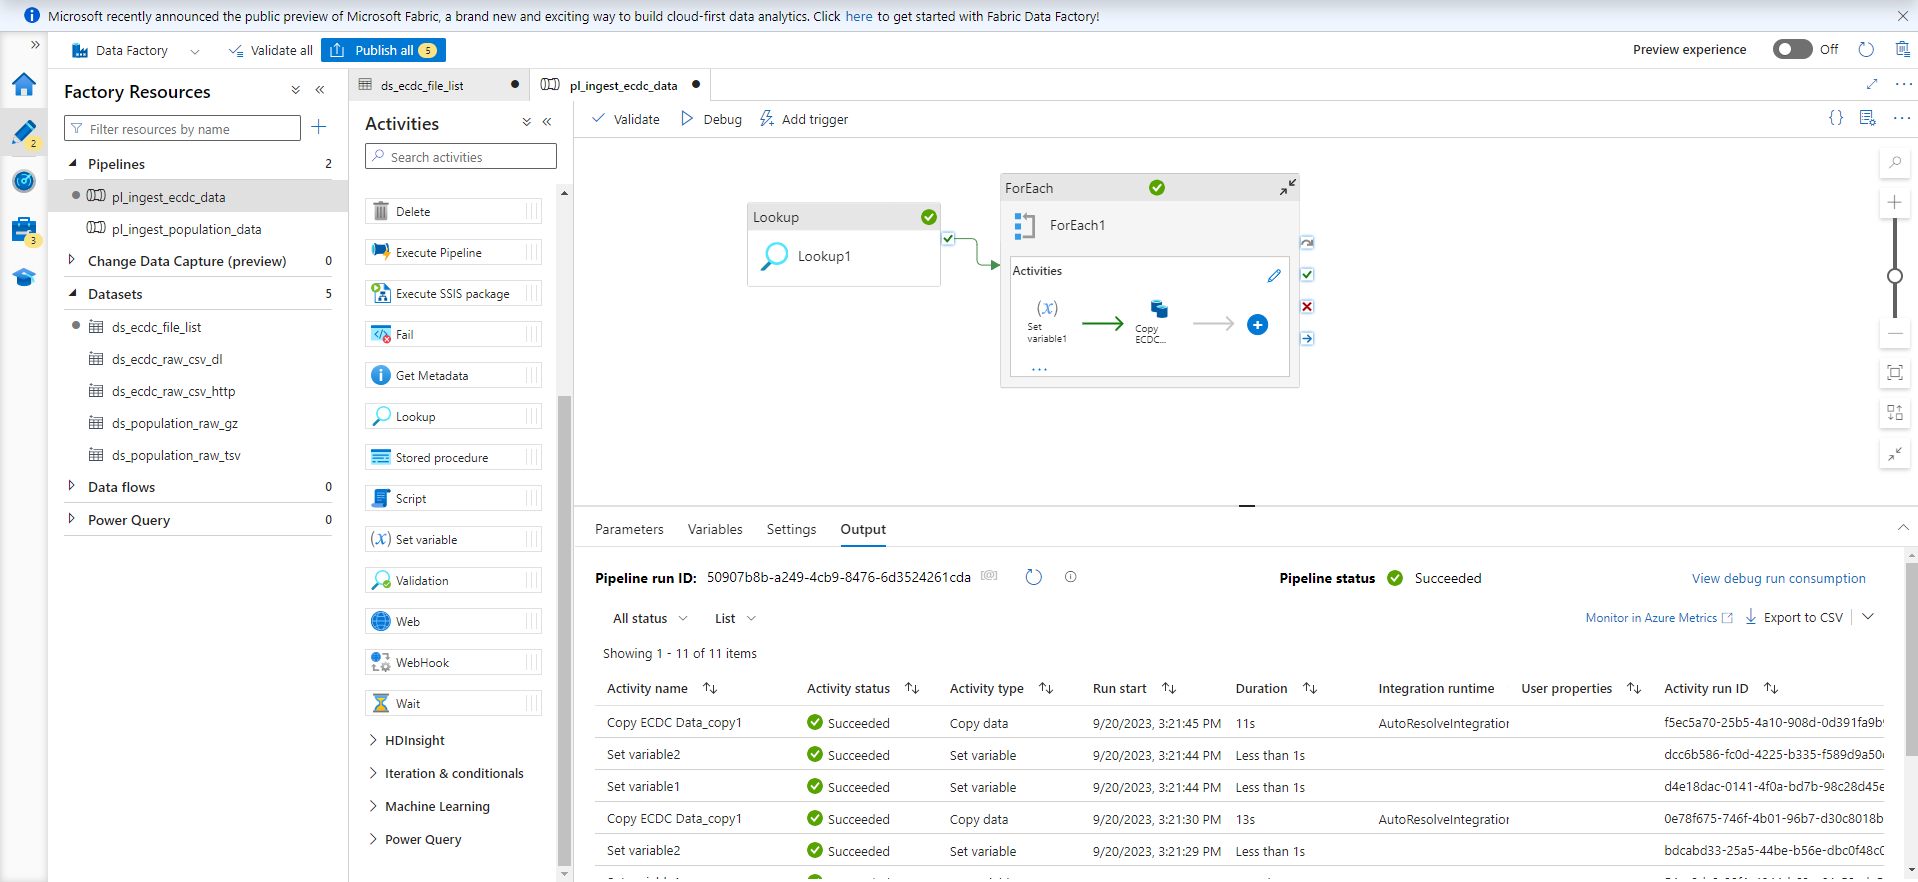 Microsoft recently announced the public preview of Microsoft Fabric, a brand new and exciting way to build cloud-first data analytics. Click here to get started with Fabric Data Factory!
Data Factory
Validate all
Publish all 5
Preview experience
Off
Factory Resources
Filter resources by name
Pipelines 2
pl_ingest_ecdc_data
pl_ingest_population_data
Change Data Capture (preview) 0
Datasets 5
ds_ecdc_file_list
ds_ecdc_raw_csv_dl
ds_ecdc_raw_csv_http
ds_population_raw_gz
ds_population_raw_tsv
Data flows 0
Power Query 0
2
3
ds_ecdc_file_list
pl_ingest_ecdc_data
Activities
Search activities
Delete
Execute Pipeline
Execute SSIS package
Fail
Get Metadata
Lookup
Stored procedure
Script
Set variable
Validation
Web
WebHook
Wait
HDInsight
Iteration & conditionals
Machine Learning
Power Query
Validate
Debug
Add trigger
Lookup
Lookup1
ForEach
ForEach1
Activities
(x)
Set
variable1
Copy
ECDC...
...
Parameters
Variables
Settings
Output
Pipeline run ID: 50907b8b-a249-4cb9-8476-6d3524261cda
Pipeline status Succeeded
View debug run consumption
All status
List
Monitor in Azure Metrics
Export to CSV
Showing 1 - 11 of 11 items
Activity name Activity status Activity type Run start Duration Integration runtime User properties Activity run ID
Copy ECDC Data_copy1 Succeeded Copy data 9/20/2023, 3:21:45 PM 11s AutoResolveIntegration f5ec5a70-25b5-4a10-908d-0d391fa9b
Set variable2 Succeeded Set variable 9/20/2023, 3:21:44 PM Less than 1s dcc6b586-fc0d-4225-b335-f589d9a50
Set variable1 Succeeded Set variable 9/20/2023, 3:21:44 PM Less than 1s d4e18dac-0141-4f0a-bd7b-98c28d45e
Copy ECDC Data_copy1 Succeeded Copy data 9/20/2023, 3:21:30 PM 13s AutoResolveIntegration 0e78f675-746f-4b01-96b7-d30c8018b
Set variable2 Succeeded Set variable 9/20/2023, 3:21:29 PM Less than 1s bdcabd33-25a5-44be-b56e-dbc0f48c0